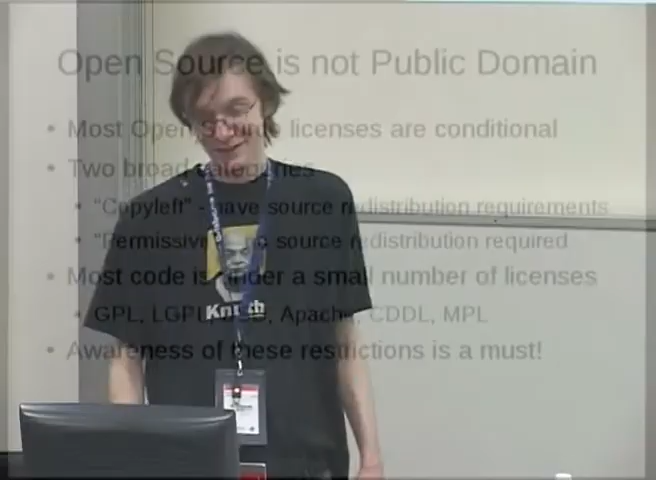 Open Source is not Public Domain
• Most Open Source licenses are conditional
• Two broad categories
• "Copyleft" - have source redistribution requirements
• "Permissive" - no source redistribution required
• Most code is under a small number of licenses
• GPL, LGPL, BSD, Apache, CDDL, MPL
• Awareness of these restrictions is a must!
Knuth